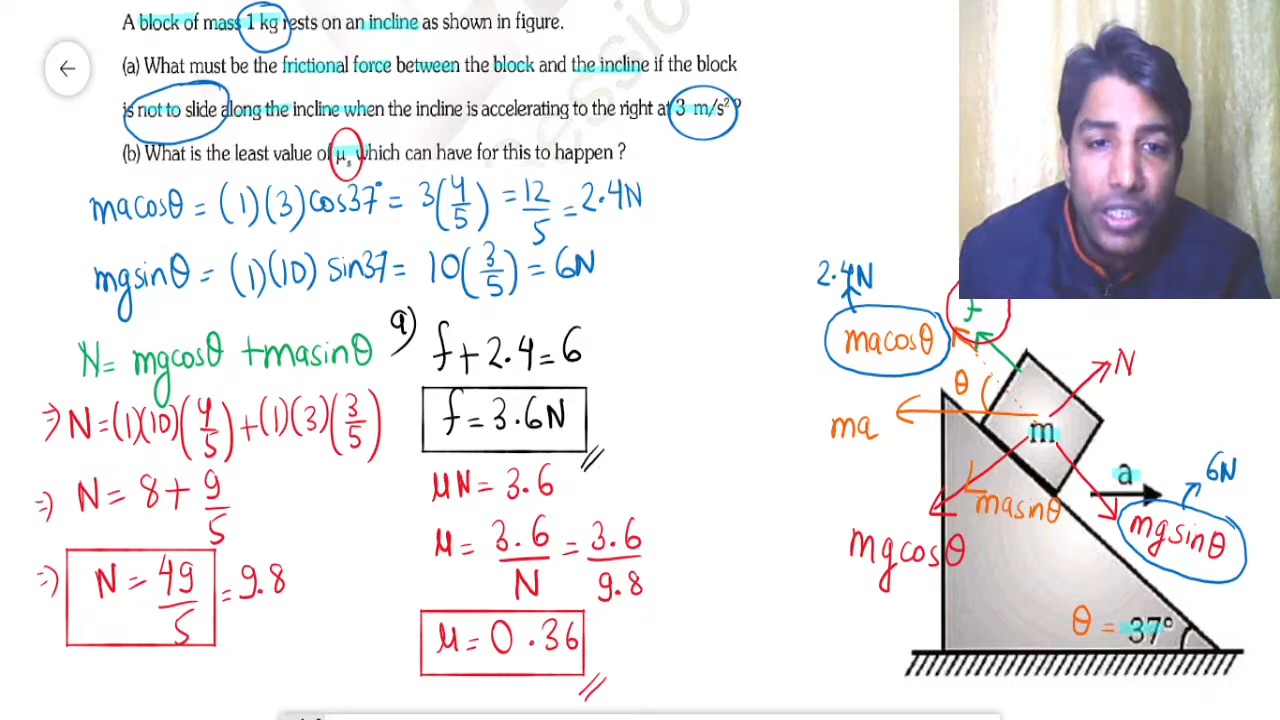 A block of mass 1 kg rests on an incline as shown in figure.
(a) What must be the frictional force between the block and the incline if the block
is not to slide along the incline when the incline is accelerating to the right at 3 m/s² ?
(b) What is the least value of μs which can have for this to happen ?
macosθ = (1)(3)cos37° = 3(4/5) = 12/5 = 2.4N
mgsinθ = (1)(10) sin37 = 10(3/5) = 6N
N = mgcosθ + masinθ
⇒ N = (1)(10)(4/5) + (1)(3)(3/5)
⇒ N = 8 + 9/5
⇒ N = 49/5 = 9.8
a)
f + 2.4 = 6
f = 3.6N
μN = 3.6
μ = 3.6/N = 3.6/9.8
μ = 0.36
2.4N
macosθ
f
θ
N
ma
m
a
6N
masinθ
mgsinθ
mgcosθ
θ = 37°